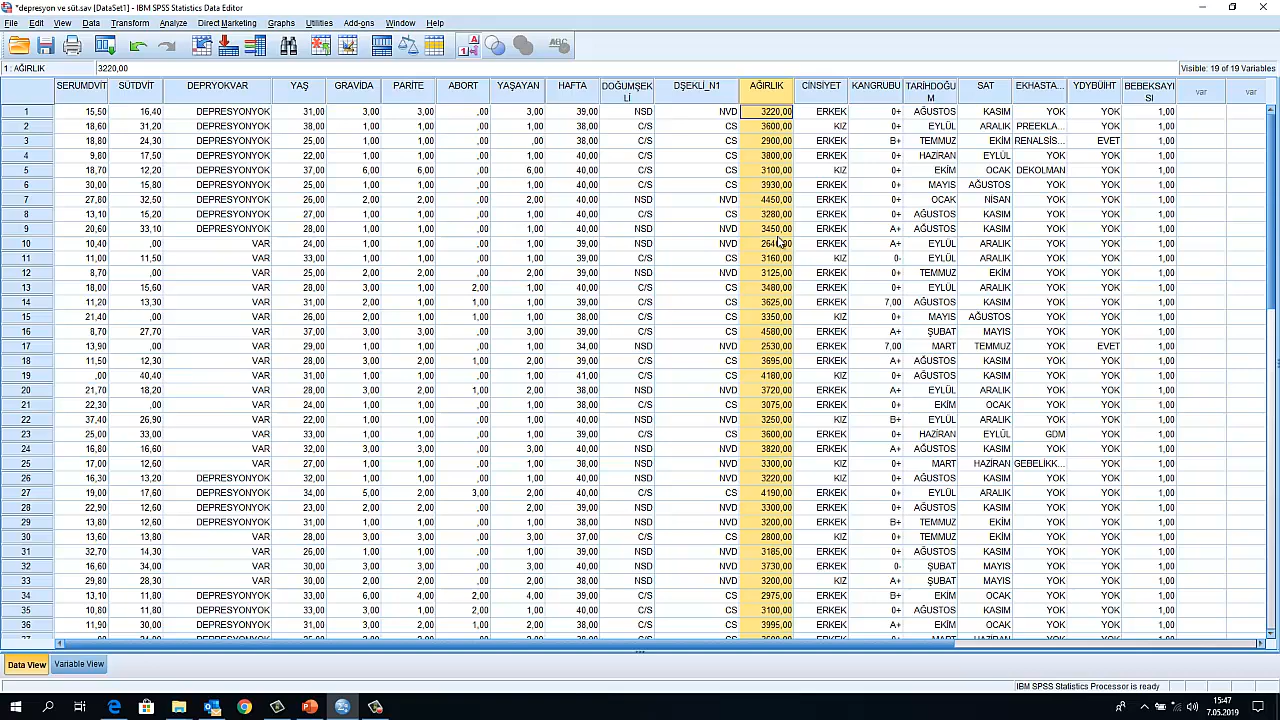 *depresyon ve süt.sav [DataSet1] - IBM SPSS Statistics Data Editor
File Edit View Data Transform Analyze Direct Marketing Graphs Utilities Add-ons Window Help
1 : AĞIRLIK 3220,00 Visible: 19 of 19 Variables
SERUMDVİT SÜTDVİT DEPRYOKVAR YAŞ GRAVİDA PARİTE ABORT YAŞAYAN HAFTA DOĞUMŞEKLİ DŞEKLİ_N1 AĞIRLIK CİNSİYET KANGRUBU TARİHDOĞUM SAT EKHASTA... YDYBÜİHT BEBEKSAYISI var var
1 15,50 16,40 DEPRESYONYOK 31,00 3,00 3,00 ,00 3,00 39,00 NSD NVD 3220,00 ERKEK 0+ AĞUSTOS KASIM YOK YOK 1,00
2 18,60 31,20 DEPRESYONYOK 38,00 1,00 1,00 ,00 1,00 38,00 C/S CS 3600,00 KIZ 0+ EYLÜL ARALIK PREEKLA... YOK 1,00
3 18,80 24,30 DEPRESYONYOK 25,00 1,00 1,00 ,00 ,00 38,00 C/S CS 2900,00 ERKEK B+ TEMMUZ EKİM RENALSİS... EVET 1,00
4 9,80 17,50 DEPRESYONYOK 22,00 1,00 1,00 ,00 1,00 40,00 C/S CS 3800,00 ERKEK 0+ HAZİRAN EYLÜL YOK YOK 1,00
5 18,70 12,20 DEPRESYONYOK 37,00 6,00 6,00 ,00 6,00 40,00 C/S CS 3100,00 KIZ 0+ EKİM OCAK DEKOLMAN YOK 1,00
6 30,00 15,80 DEPRESYONYOK 24,00 1,00 1,00 ,00 1,00 40,00 C/S CS 3930,00 ERKEK 0+ MAYIS AĞUSTOS YOK YOK 1,00
7 27,80 32,50 DEPRESYONYOK 26,00 2,00 2,00 ,00 2,00 40,00 NSD NVD 4450,00 ERKEK 0+ OCAK NİSAN YOK YOK 1,00
8 13,10 15,20 DEPRESYONYOK 27,00 1,00 1,00 ,00 1,00 40,00 C/S CS 3280,00 ERKEK 0+ AĞUSTOS KASIM YOK YOK 1,00
9 20,60 33,10 DEPRESYONYOK 28,00 1,00 1,00 ,00 1,00 40,00 C/S CS 3450,00 ERKEK A+ AĞUSTOS KASIM YOK YOK 1,00
10 10,40 ,00 VAR 24,00 1,00 1,00 ,00 1,00 39,00 NSD NVD ERKEK A+ EYLÜL ARALIK YOK YOK 1,00
11 11,00 11,50 VAR 33,00 1,00 1,00 ,00 1,00 39,00 C/S CS 3160,00 KIZ 0- EYLÜL ARALIK YOK YOK 1,00
12 8,70 ,00 VAR 25,00 2,00 2,00 ,00 2,00 39,00 NSD NVD 3125,00 ERKEK 0+ TEMMUZ EKİM YOK YOK 1,00
13 18,00 15,60 VAR 28,00 4,00 2,00 2,00 1,00 40,00 C/S CS 3480,00 ERKEK 0+ EYLÜL ARALIK YOK YOK 1,00
14 11,20 13,30 VAR 31,00 2,00 1,00 ,00 2,00 40,00 C/S CS 3625,00 ERKEK 7,00 AĞUSTOS KASIM YOK YOK 1,00
15 21,40 ,00 VAR 26,00 2,00 1,00 1,00 1,00 38,00 C/S CS 3350,00 KIZ 0+ MAYIS AĞUSTOS YOK YOK 1,00
16 8,70 27,70 VAR 37,00 3,00 3,00 ,00 3,00 39,00 C/S CS 4580,00 ERKEK A+ ŞUBAT MAYIS YOK YOK 1,00
17 13,90 ,00 VAR 29,00 1,00 1,00 ,00 1,00 34,00 NSD NVD 2530,00 ERKEK 7,00 MART TEMMUZ YOK EVET 1,00
18 11,50 12,30 VAR 38,00 3,00 2,00 1,00 2,00 39,00 C/S CS 3695,00 ERKEK A+ AĞUSTOS KASIM YOK YOK 1,00
19 ,00 40,40 VAR 31,00 1,00 1,00 ,00 1,00 41,00 C/S CS 4180,00 KIZ 0+ AĞUSTOS KASIM YOK YOK 1,00
20 21,70 18,20 VAR 28,00 3,00 2,00 1,00 2,00 38,00 NSD NVD 3720,00 ERKEK A+ EYLÜL ARALIK YOK YOK 1,00
21 22,30 ,00 VAR 24,00 1,00 1,00 ,00 1,00 38,00 NSD NVD 3075,00 ERKEK 0+ EKİM OCAK YOK YOK 1,00
22 37,40 26,90 VAR 22,00 1,00 1,00 ,00 1,00 40,00 NSD NVD 3250,00 KIZ B+ EYLÜL ARALIK YOK YOK 1,00
23 25,00 33,00 VAR 33,00 1,00 1,00 ,00 1,00 39,00 C/S CS 3600,00 ERKEK 0+ HAZİRAN EYLÜL GDM YOK 1,00
24 16,80 16,60 VAR 32,00 3,00 3,00 ,00 3,00 40,00 NSD NVD 3820,00 ERKEK A+ AĞUSTOS KASIM YOK YOK 1,00
25 17,00 12,60 VAR 27,00 1,00 1,00 ,00 1,00 40,00 NSD NVD 3300,00 KIZ 0+ MART HAZİRAN GEBELİKK... YOK 1,00
26 16,30 13,20 DEPRESYONYOK 32,00 4,00 2,00 2,00 1,00 38,00 NSD NVD 3220,00 KIZ 0+ AĞUSTOS KASIM YOK YOK 1,00
27 19,00 17,60 DEPRESYONYOK 34,00 5,00 2,00 3,00 2,00 40,00 C/S CS 4190,00 ERKEK 0+ EYLÜL ARALIK YOK YOK 1,00
28 22,90 12,60 DEPRESYONYOK 23,00 2,00 2,00 ,00 2,00 39,00 NSD NVD 3300,00 ERKEK 0+ AĞUSTOS KASIM YOK YOK 1,00
29 13,80 12,60 DEPRESYONYOK 31,00 1,00 1,00 ,00 1,00 38,00 NSD NVD 3200,00 ERKEK B+ TEMMUZ EKİM YOK YOK 1,00
30 13,60 13,80 VAR 28,00 3,00 3,00 ,00 3,00 37,00 C/S CS 2800,00 KIZ 0+ TEMMUZ EKİM YOK YOK 1,00
31 32,70 14,30 VAR 26,00 1,00 1,00 ,00 1,00 39,00 NSD NVD 3185,00 ERKEK 0+ AĞUSTOS KASIM YOK YOK 1,00
32 16,60 34,00 VAR 30,00 3,00 3,00 ,00 3,00 40,00 NSD NVD 3730,00 ERKEK 0- ŞUBAT MAYIS YOK YOK 1,00
33 29,80 28,30 VAR 30,00 2,00 2,00 ,00 2,00 40,00 NSD NVD 3200,00 KIZ A+ ŞUBAT MAYIS YOK YOK 1,00
34 13,10 11,80 DEPRESYONYOK 33,00 6,00 4,00 2,00 4,00 39,00 C/S CS 2975,00 ERKEK B+ EKİM OCAK YOK YOK 1,00
35 10,80 11,80 DEPRESYONYOK 31,00 3,00 1,00 2,00 1,00 40,00 C/S CS 3100,00 ERKEK 0+ AĞUSTOS KASIM YOK YOK 1,00
36 11,90 30,00 DEPRESYONYOK 28,00 1,00 1,00 ,00 1,00 38,00 C/S CS 3995,00 ERKEK A+ EKİM OCAK YOK YOK 1,00
Data View Variable View
IBM SPSS Statistics Processor is ready
15:47
7.05.2019